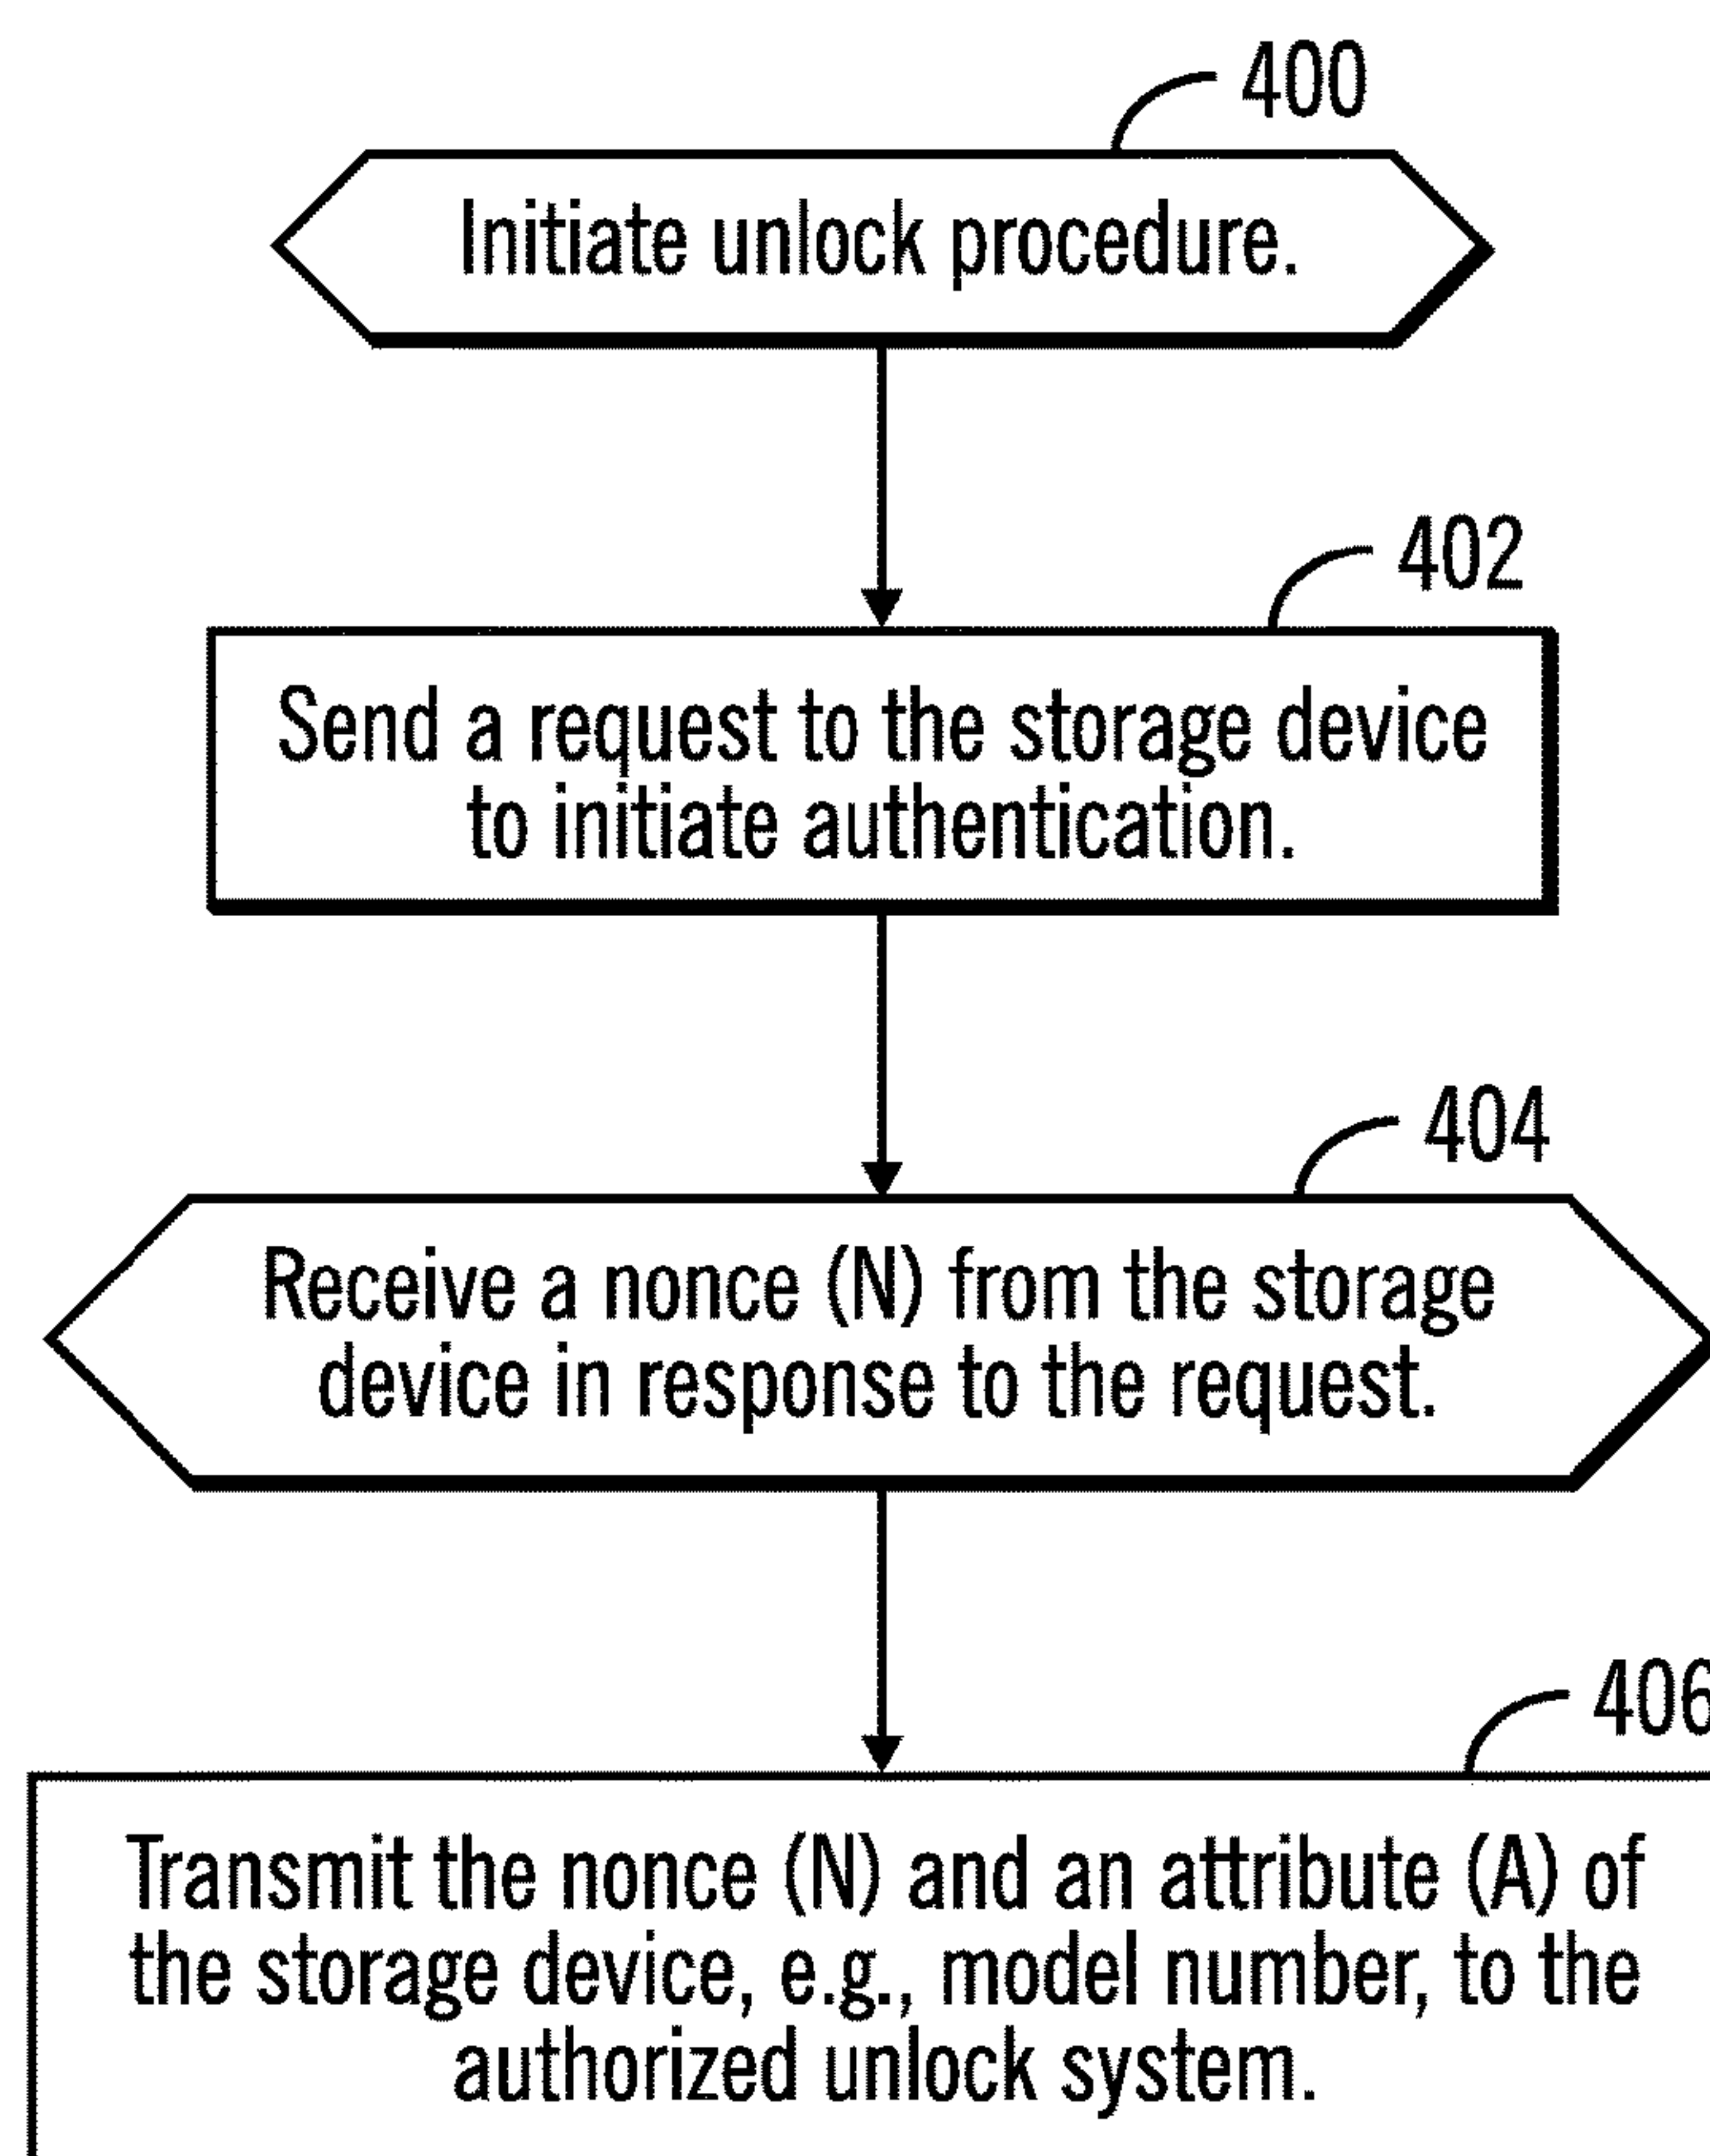 400
Initiate unlock procedure.
402
Send a request to the storage device
to initiate authentication.
404
Receive a nonce (N) from the storage
device in response to the request.
406
Transmit the nonce (N) and an attribute (A) of
the storage device, e.g., model number, to the
authorized unlock system.